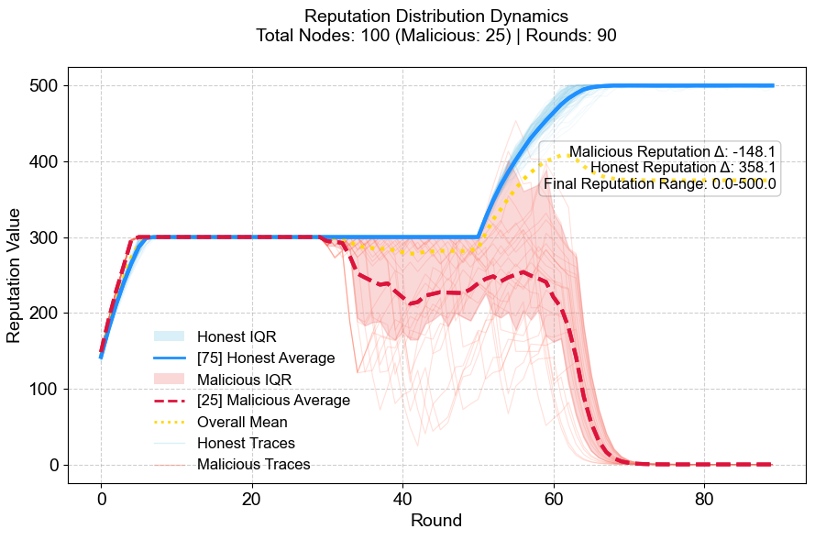 Reputation Distribution Dynamics
Total Nodes: 100 (Malicious: 25) | Rounds: 90
500
400
300
200
100
0
Reputation Value
Malicious Reputation Δ: -148.1
Honest Reputation Δ: 358.1
Final Reputation Range: 0.0-500.0
Honest IQR
[75] Honest Average
Malicious IQR
[25] Malicious Average
Overall Mean
Honest Traces
Malicious Traces
0 20 40 60 80
Round